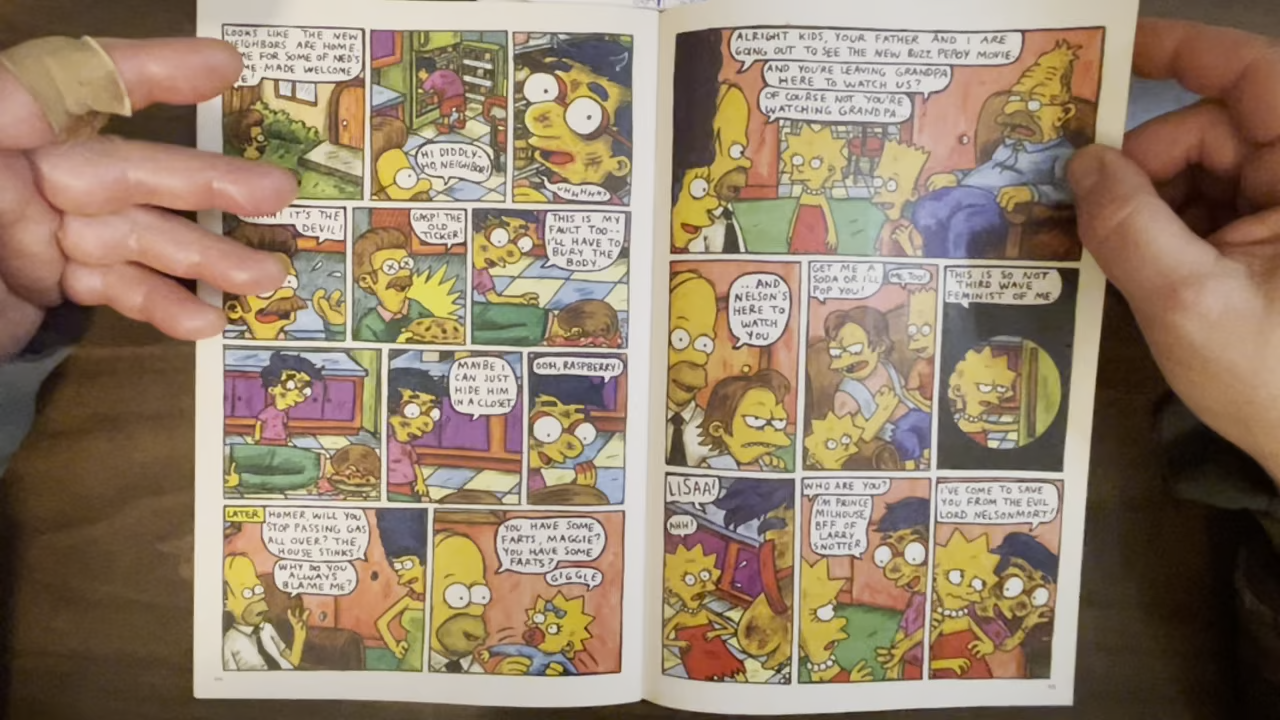 LOOKS LIKE THE NEW
NEIGHBORS ARE HOME.
FOR SOME OF NED'S
MADE WELCOME
HI DIDDLY-
HO, NEIGHBOR!
UHHHHH?
IT'S THE
DEVIL!
GASP! THE
OLD
TICKER!
THIS IS MY
FAULT TOO--
I'LL HAVE TO
BURY THE
BODY.
MAYBE I
CAN JUST
HIDE HIM
IN A CLOSET.
OOH, RASPBERRY!
LATER
HOMER, WILL YOU
STOP PASSING GAS
ALL OVER? THE,
HOUSE STINKS!
WHY DO YOU
ALWAYS
BLAME ME?
YOU HAVE SOME
FARTS, MAGGIE?
YOU HAVE SOME
FARTS?
GIGGLE
ALRIGHT KIDS, YOUR FATHER AND I ARE
GOING OUT TO SEE THE NEW BUZZ PEPOY MOVIE.
AND YOU'RE LEAVING GRANDPA
HERE TO WATCH US?
OF COURSE NOT. YOU'RE
WATCHING GRANDPA...
...AND
NELSON'S
HERE TO
WATCH
YOU.
GET ME A
SODA OR I'LL
POP YOU!
ME, TOO!
THIS IS SO NOT
THIRD WAVE
FEMINIST OF ME.
LISAA!
AHH!
WHO ARE YOU?
I'M PRINCE
MILHOUSE,
BFF OF
LARRY
SNOTTER.
I'VE COME TO SAVE
YOU FROM THE EVIL
LORD NELSONMORT!